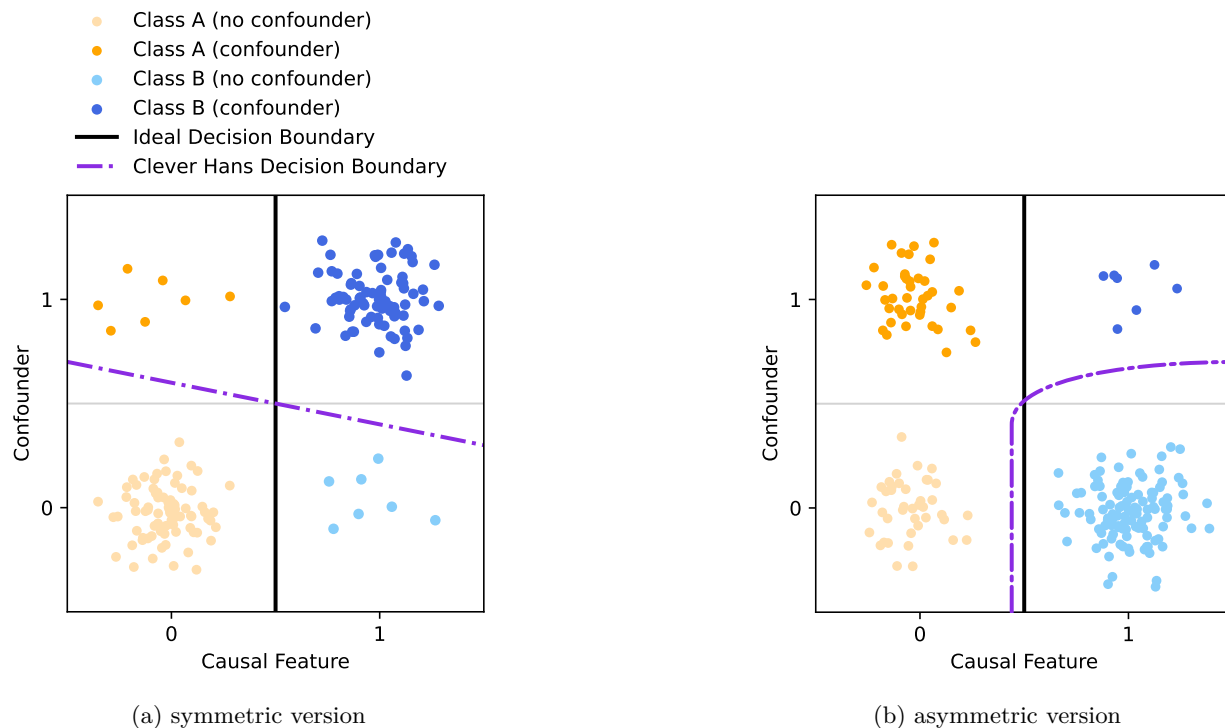 Class A (no confounder)
Class A (confounder)
Class B (no confounder)
Class B (confounder)
Ideal Decision Boundary
Clever Hans Decision Boundary
Confounder
1
0
0 1
Causal Feature
(a) symmetric version
Confounder
1
0
0 1
Causal Feature
(b) asymmetric version